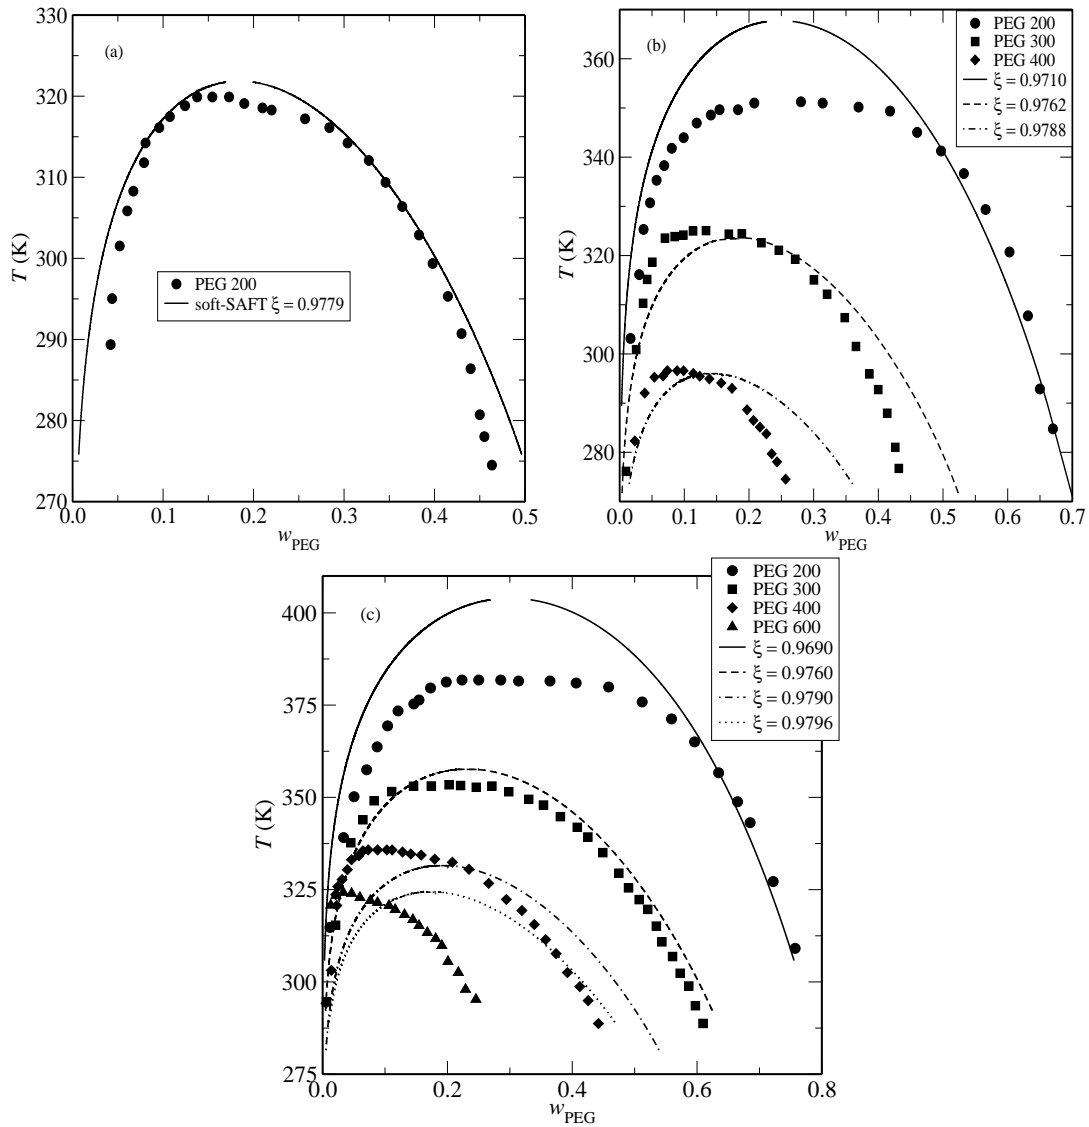 330
320
310
300
290
280
270
T (K)
(a)
PEG 200
soft-SAFT ξ = 0.9779
0.0 0.1 0.2 0.3 0.4 0.5
wPEG
360
340
320
300
280
T (K)
(b)
PEG 200
PEG 300
PEG 400
ξ = 0.9710
ξ = 0.9762
ξ = 0.9788
0.0 0.1 0.2 0.3 0.4 0.5 0.6 0.7
wPEG
400
375
350
325
300
275
T (K)
(c)
PEG 200
PEG 300
PEG 400
PEG 600
ξ = 0.9690
ξ = 0.9760
ξ = 0.9790
ξ = 0.9796
0.0 0.2 0.4 0.6 0.8
wPEG